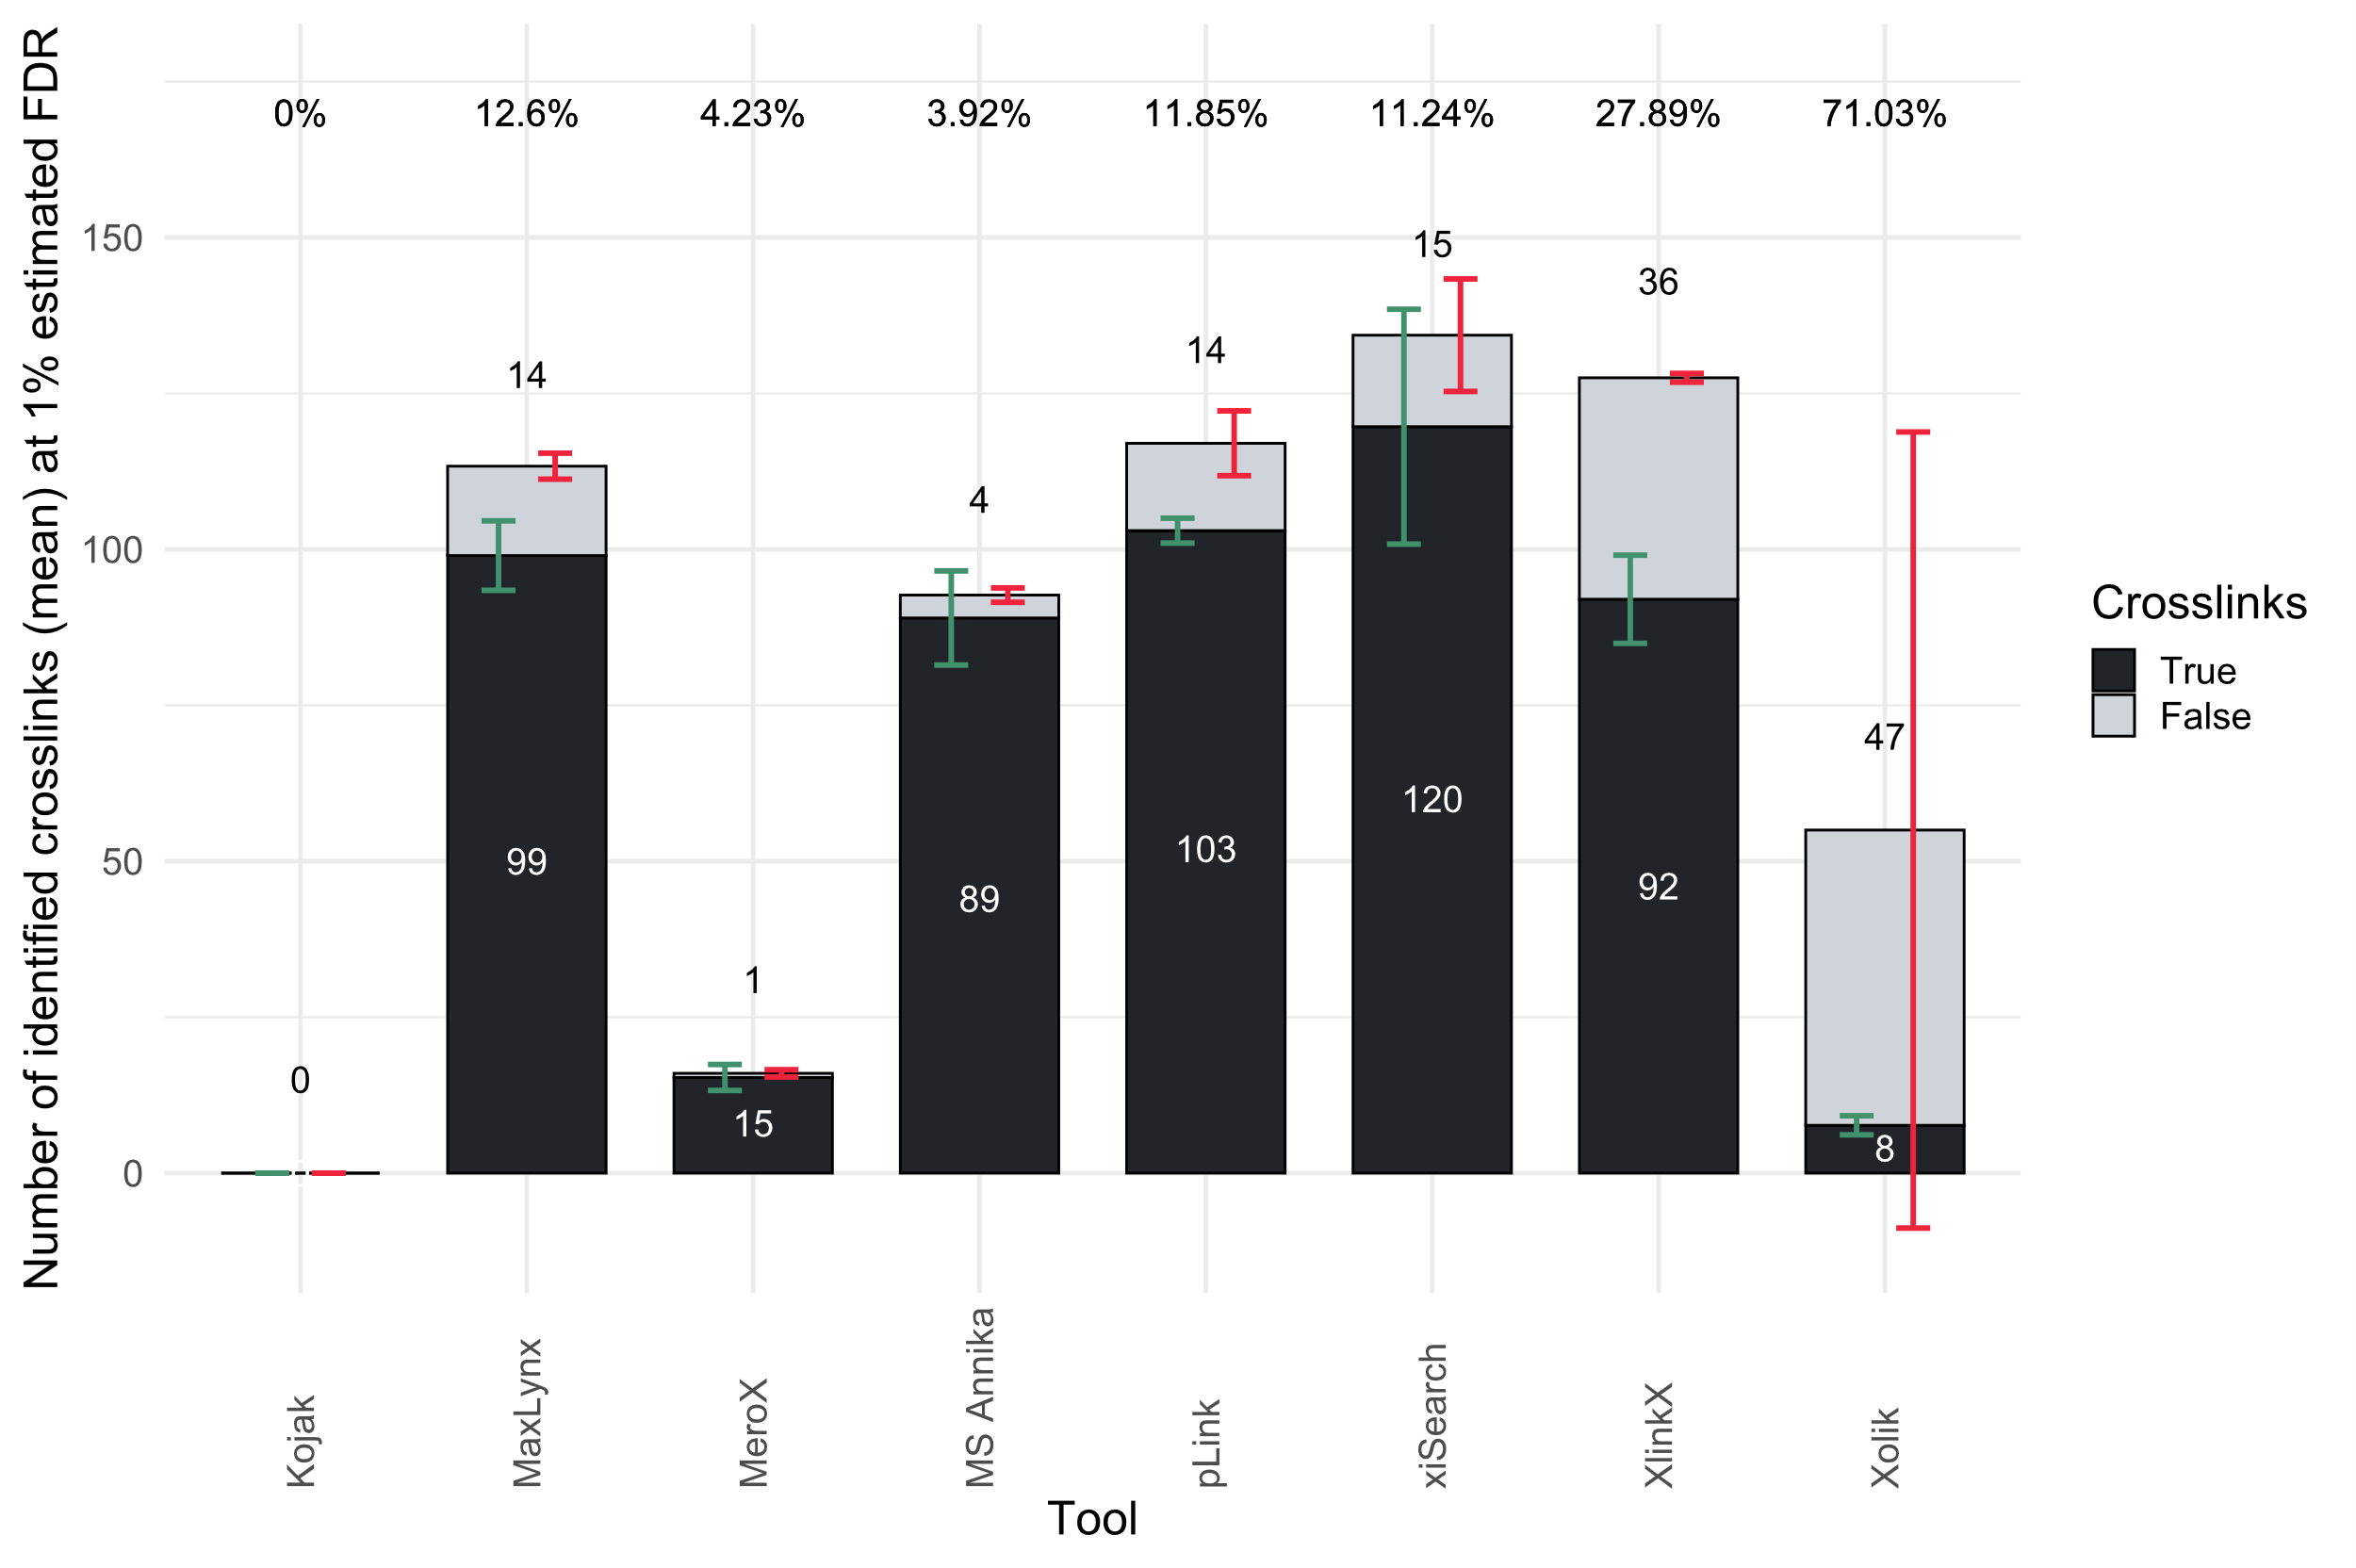 Number of identified crosslinks (mean) at 1% estimated FDR
0% 12.6% 4.23% 3.92% 11.85% 11.24% 27.89% 71.03%
150
100
50
0
0 14 1 4 14 15 36 47
99 15 89 103 120 92 8
Kojak
MaxLynx
MeroX
MS Annika
pLink
xiSearch
XlinkX
Xolik
Tool
Crosslinks
True
False